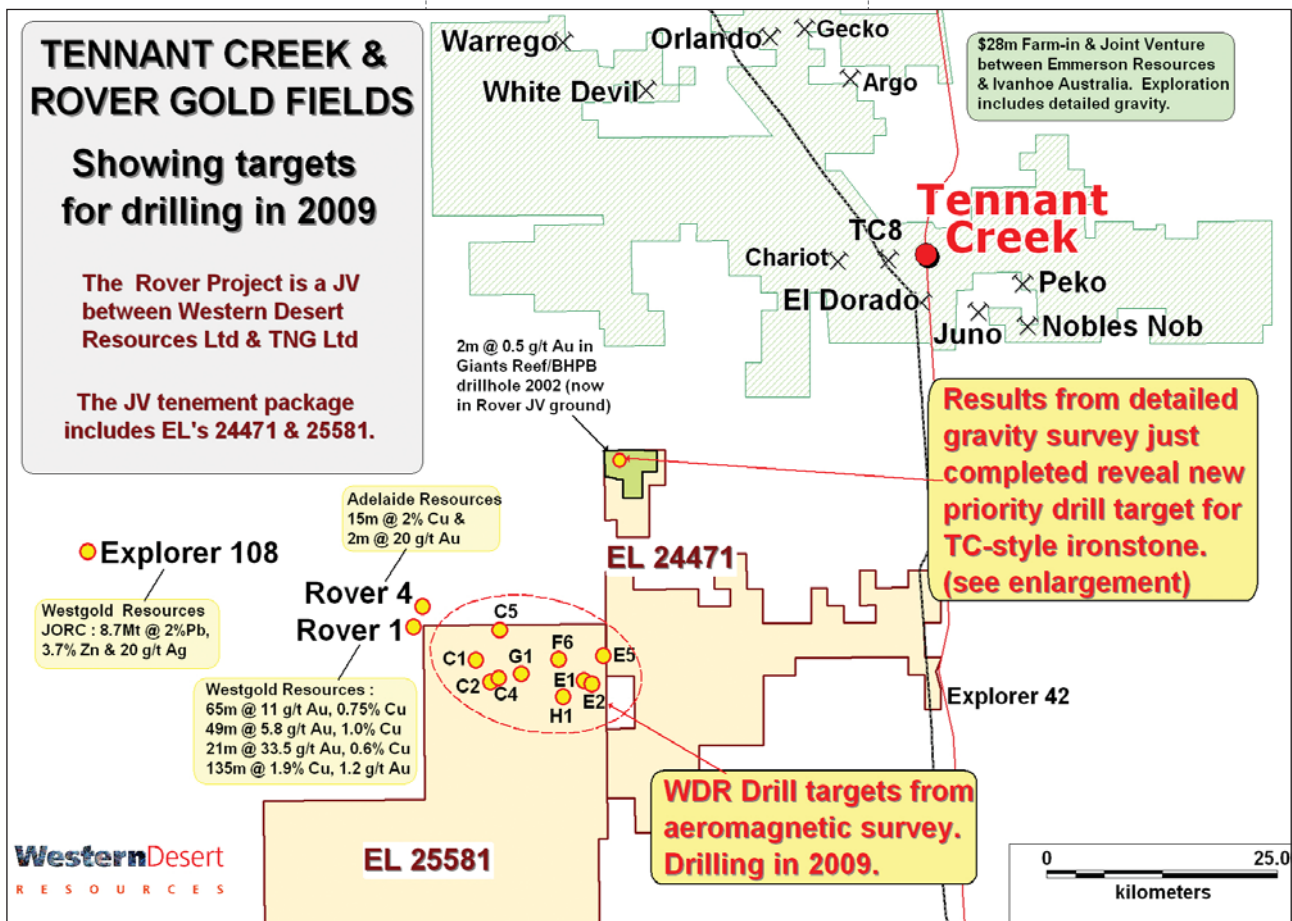 TENNANT CREEK &
ROVER GOLD FIELDS
Showing targets
for drilling in 2009
The Rover Project is a JV
between Western Desert
Resources Ltd & TNG Ltd
The JV tenement package
includes EL's 24471 & 25581.
Warrego
Orlando
Gecko
White Devil
Argo
$28m Farm-in & Joint Venture
between Emmerson Resources
& Ivanhoe Australia. Exploration
includes detailed gravity.
Tennant
Creek
TC8
Chariot
El Dorado
Peko
Juno
Nobles Nob
2m @ 0.5 g/t Au in
Giants Reef/BHPB
drillhole 2002 (now
in Rover JV ground)
Results from detailed
gravity survey just
completed reveal new
priority drill target for
TC-style ironstone.
(see enlargement)
Adelaide Resources
15m @ 2% Cu &
2m @ 20 g/t Au
Explorer 108
Westgold Resources
JORC : 8.7Mt @ 2%Pb,
3.7% Zn & 20 g/t Ag
Rover 4
Rover 1
EL 24471
C5
C1
G1
F6
E5
C2
C4
E1
E2
H1
Explorer 42
Westgold Resources :
65m @ 11 g/t Au, 0.75% Cu
49m @ 5.8 g/t Au, 1.0% Cu
21m @ 33.5 g/t Au, 0.6% Cu
135m @ 1.9% Cu, 1.2 g/t Au
WDR Drill targets from
aeromagnetic survey.
Drilling in 2009.
EL 25581
WesternDesert
RESOURCES
0 25.0
kilometers